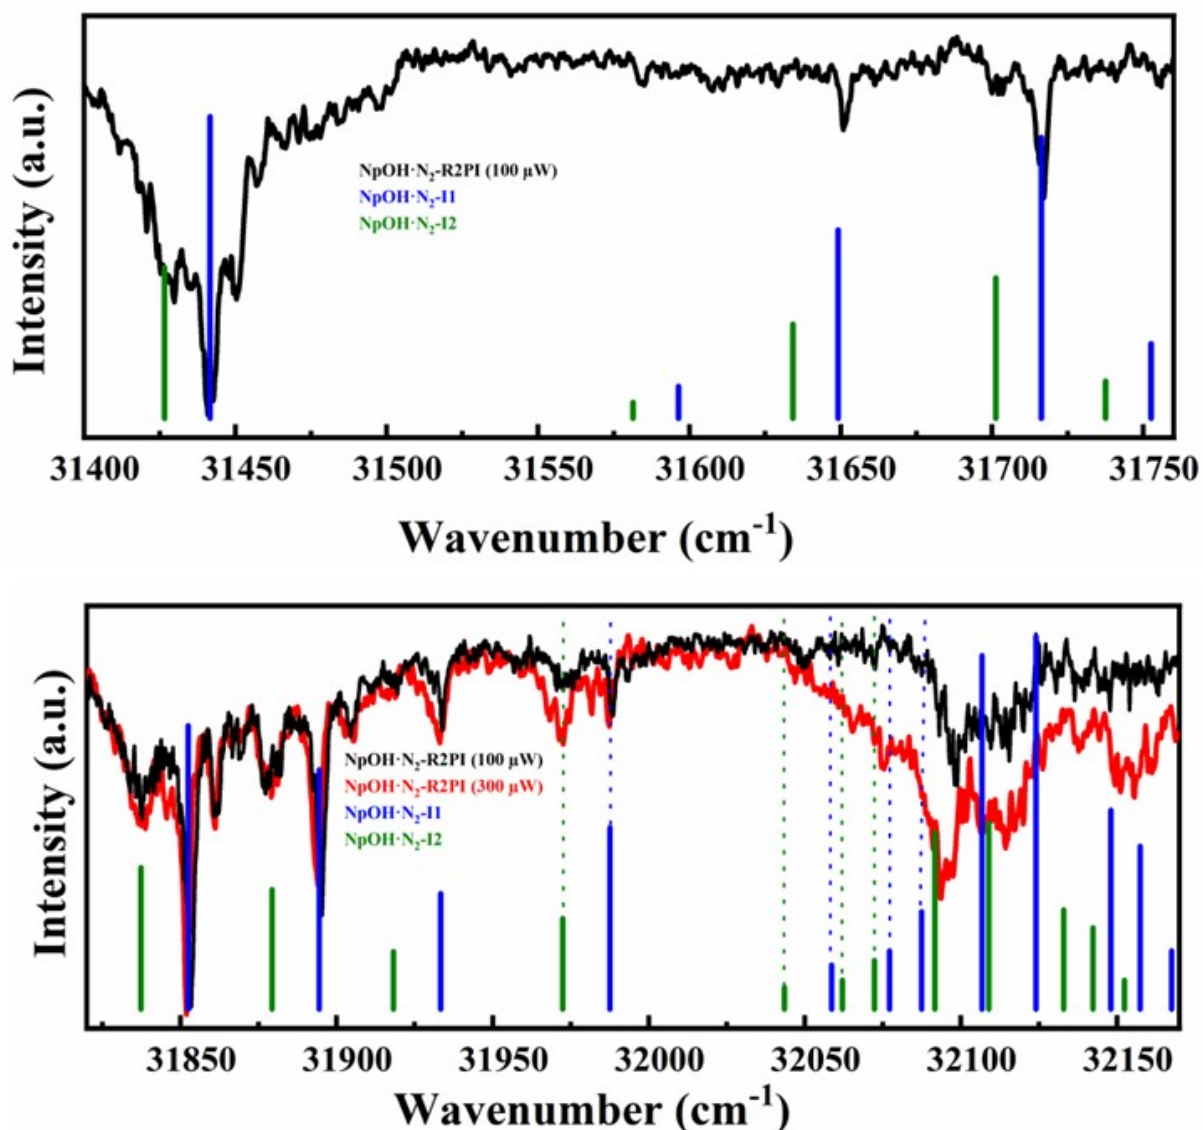 Intensity (a.u.)
NpOH·N₂-R2PI (100 µW)
NpOH·N₂-I1
NpOH·N₂-I2
31400 31450 31500 31550 31600 31650 31700 31750
Wavenumber (cm⁻¹)
Intensity (a.u.)
NpOH·N₂-R2PI (100 µW)
NpOH·N₂-R2PI (300 µW)
NpOH·N₂-I1
NpOH·N₂-I2
31850 31900 31950 32000 32050 32100 32150
Wavenumber (cm⁻¹)